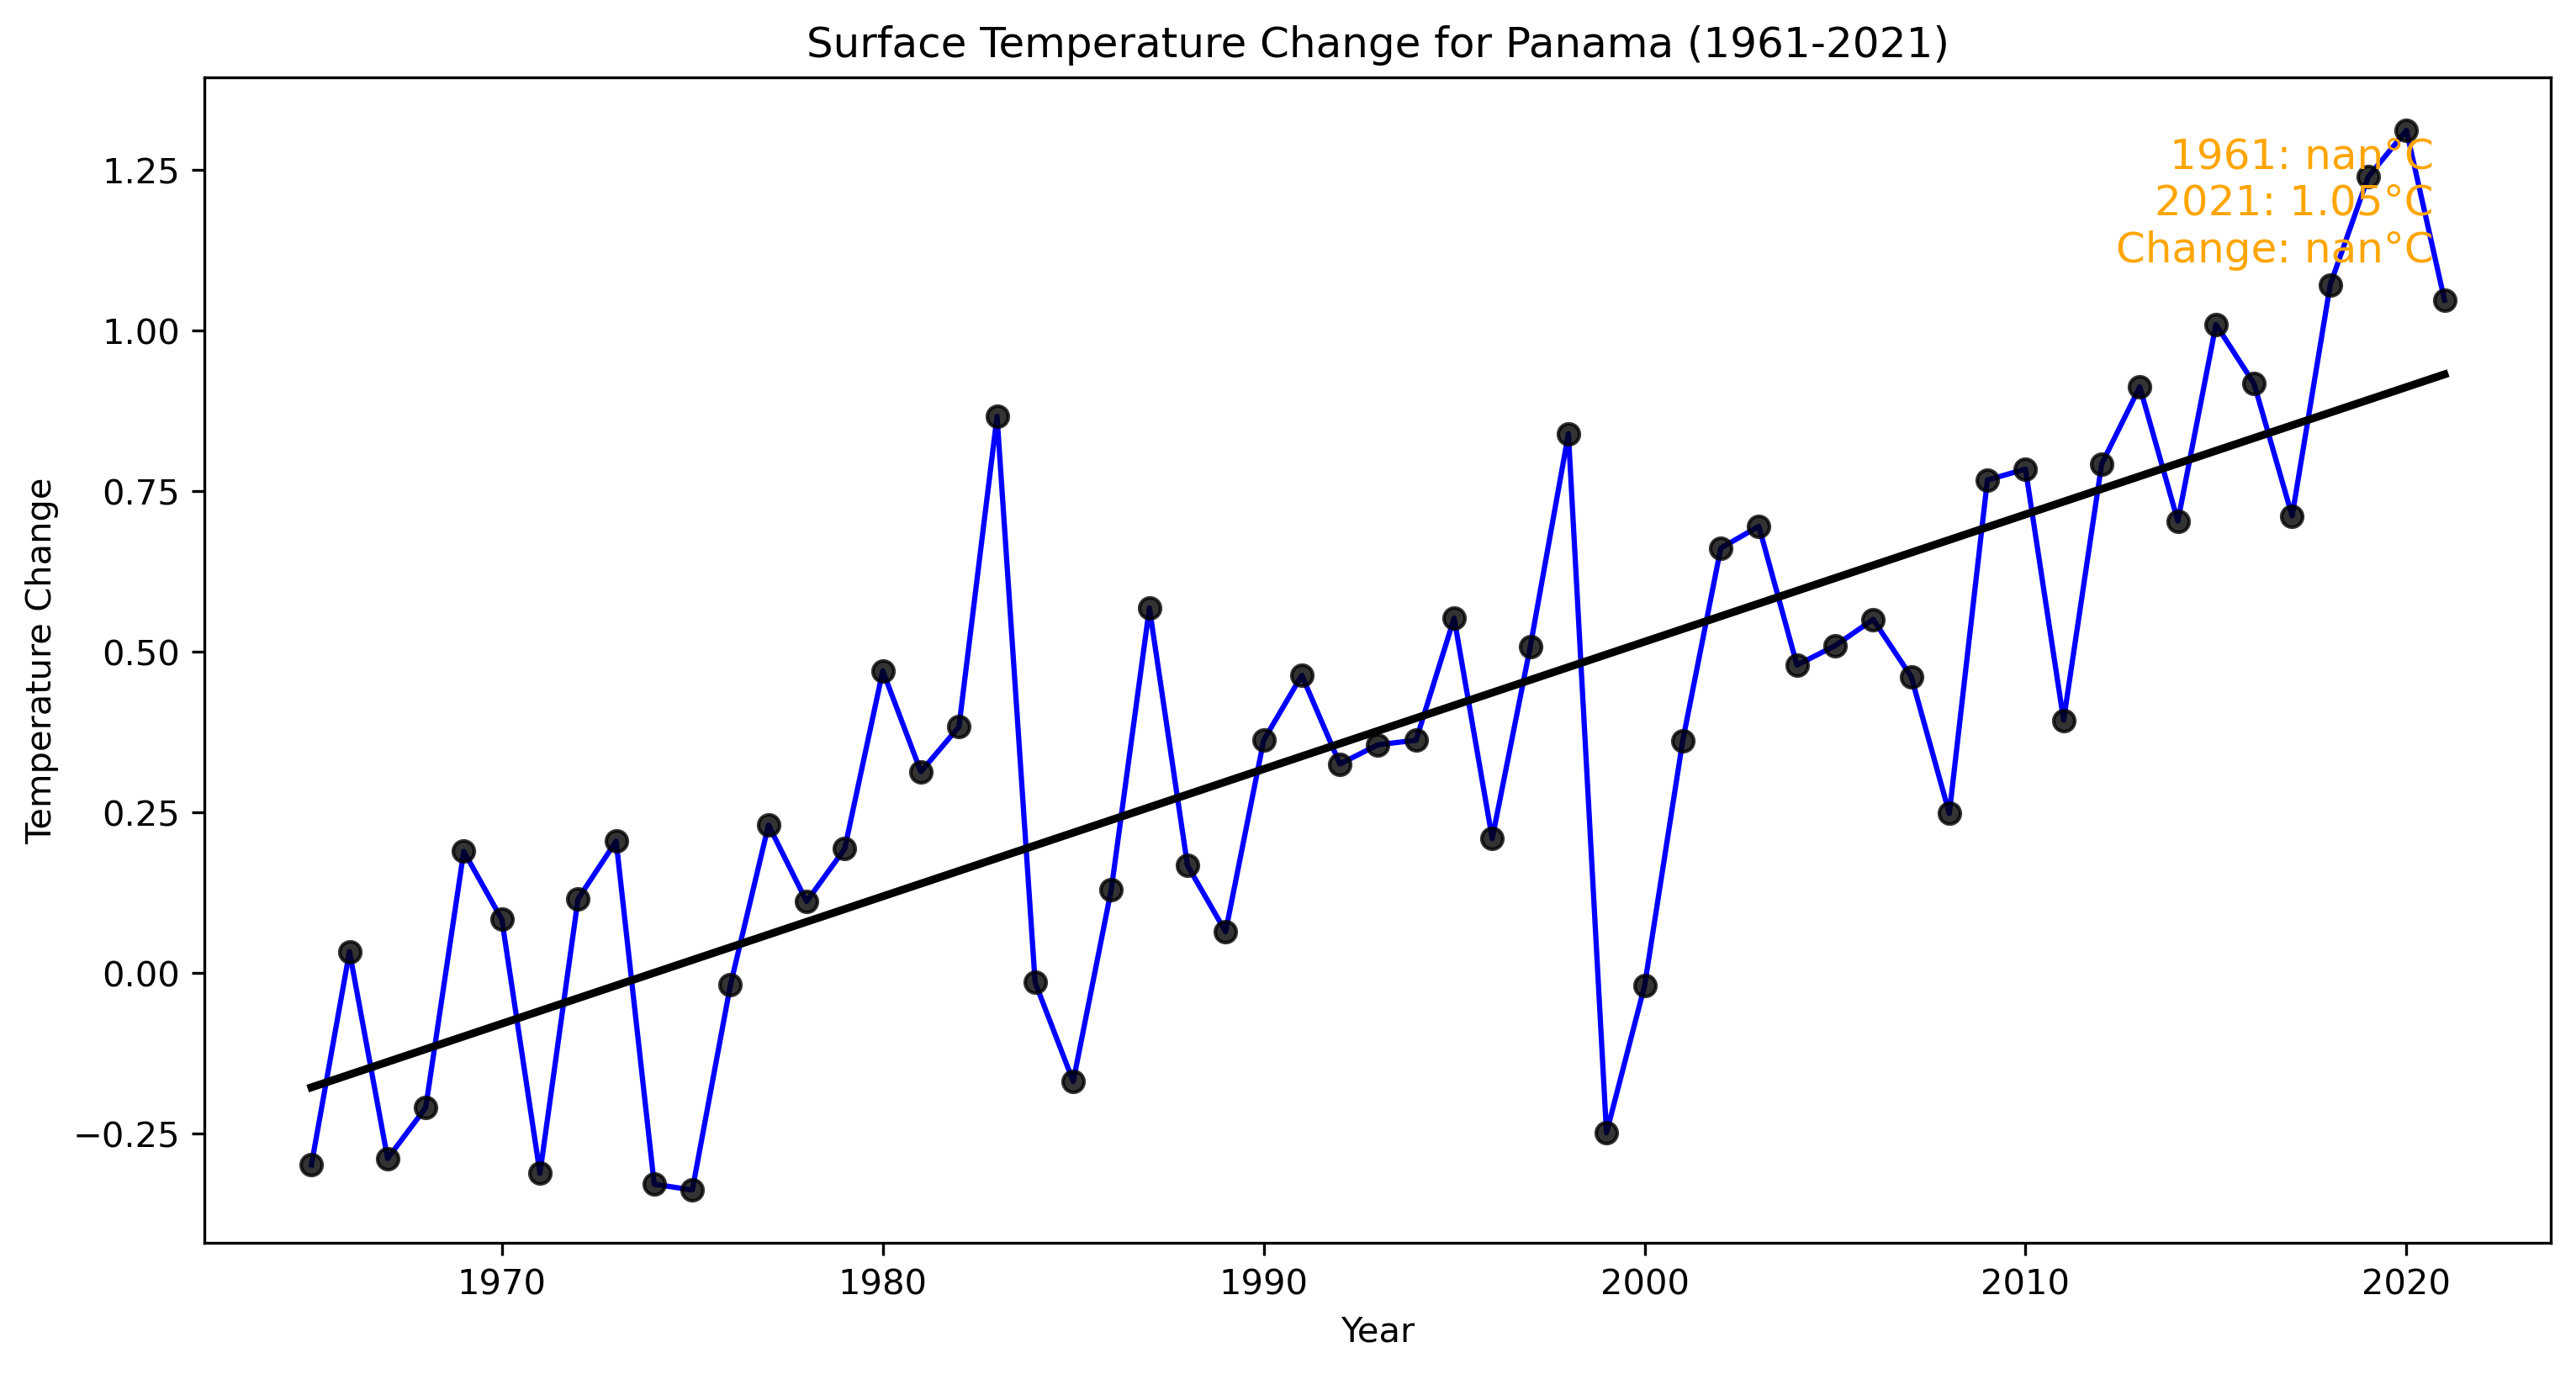 Surface Temperature Change for Panama (1961-2021)
1961: nan°C
2021: 1.05°C
Change: nan°C
Temperature Change
1.25
1.00
0.75
0.50
0.25
0.00
−0.25
1970
1980
1990
2000
2010
2020
Year